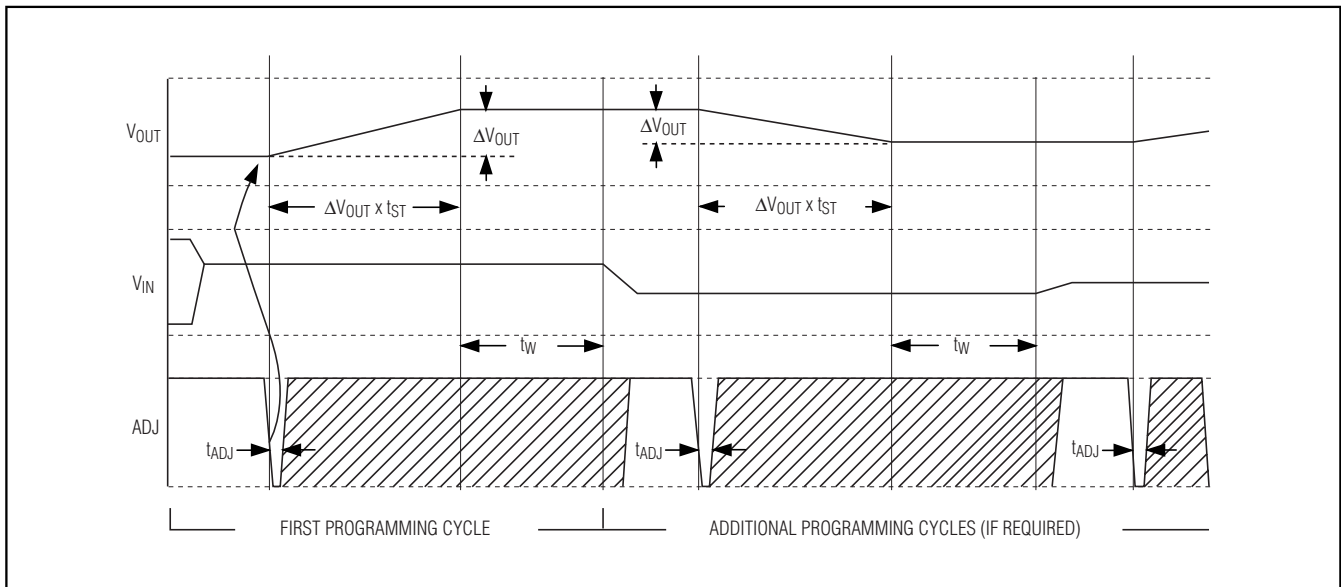 VOUT
ΔVOUT
ΔVOUT
ΔVOUT x tST
ΔVOUT x tST
VIN
tW
tW
ADJ
tADJ
tADJ
tADJ
FIRST PROGRAMMING CYCLE
ADDITIONAL PROGRAMMING CYCLES (IF REQUIRED)